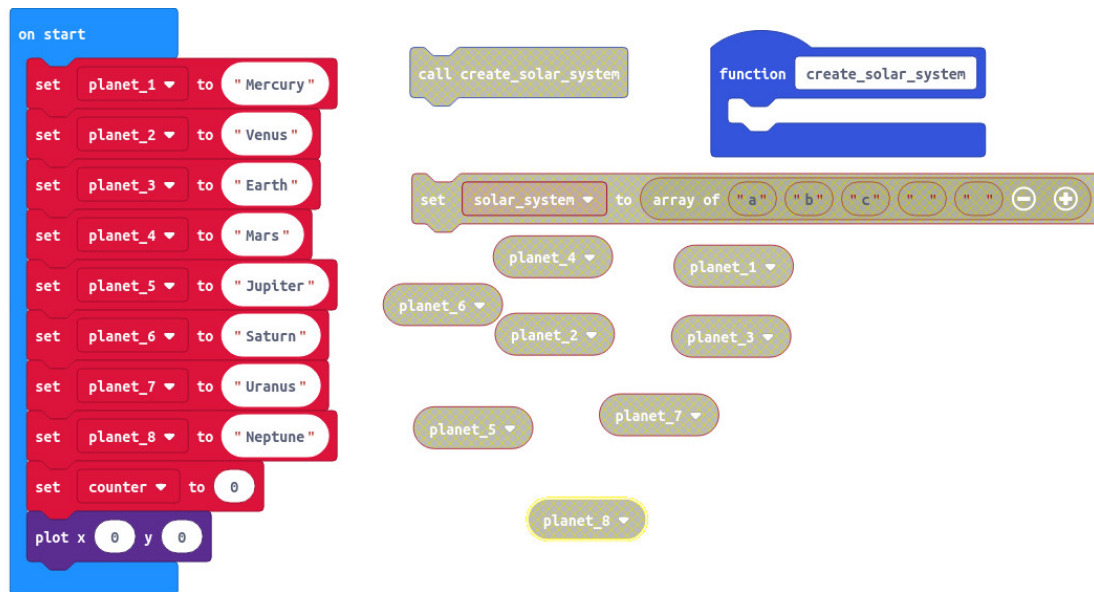 on start
set planet_1 to "Mercury"
set planet_2 to "Venus"
set planet_3 to "Earth"
set planet_4 to "Mars"
set planet_5 to "Jupiter"
set planet_6 to "Saturn"
set planet_7 to "Uranus"
set planet_8 to "Neptune"
set counter to 0
plot x 0 y 0
call create_solar_system
function create_solar_system
set solar_system to array of "a" "b" "c" " " " "
planet_4
planet_1
planet_6
planet_2
planet_3
planet_5
planet_7
planet_8